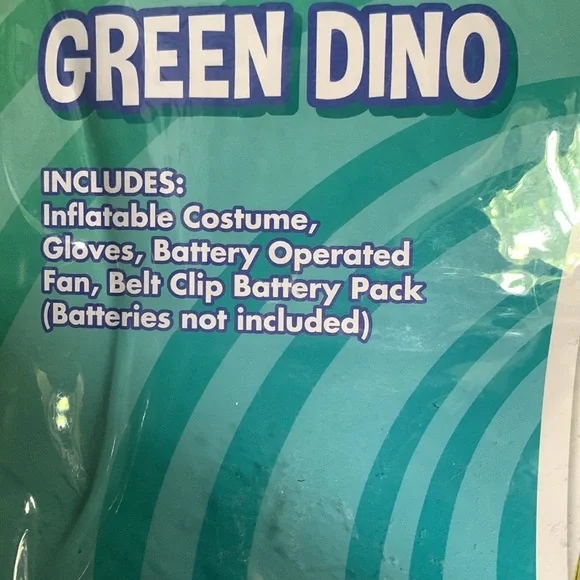 GREEN DINO
INCLUDES:
Inflatable Costume,
Gloves, Battery Operated
Fan, Belt Clip Battery Pack
(Batteries not included)